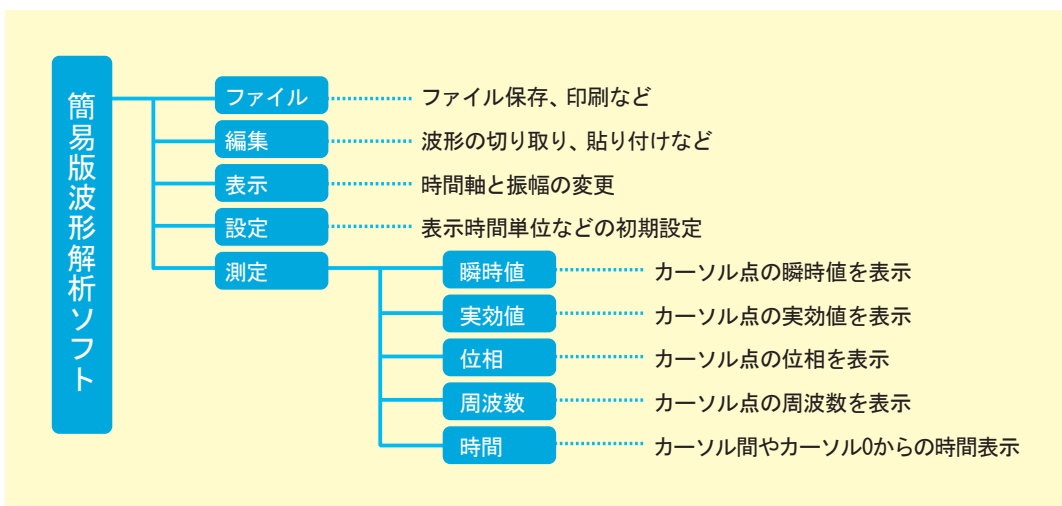 簡易版波形解析ソフト
ファイル ファイル保存、印刷など
編集 波形の切り取り、貼り付けなど
表示 時間軸と振幅の変更
設定 表示時間単位などの初期設定
測定 瞬時値 カーソル点の瞬時値を表示
実効値 カーソル点の実効値を表示
位相 カーソル点の位相を表示
周波数 カーソル点の周波数を表示
時間 カーソル間やカーソル0からの時間表示